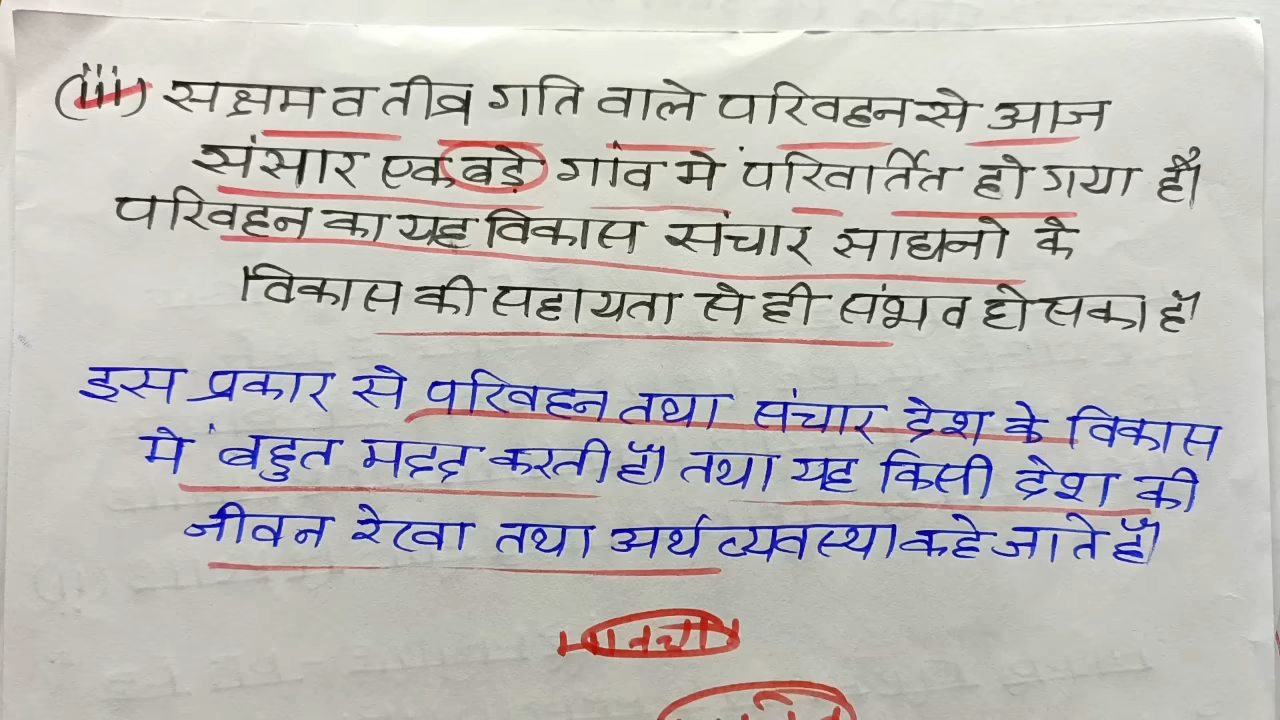 (iii) सक्षम व तीव्र गति वाले परिवहन से आज
संसार एक बड़े गांव में परिवार्तित हो गया है।
परिवहन का यह विकास संचार साधनो के
विकास की सहायता से ही संभव हो सका है
इस प्रकार से परिवहन तथा संचार देश के विकास
में बहुत मदद करती है। तथा यह किसी देश की
जीवन रेखा तथा अर्थव्यवस्था कहे जाते है।